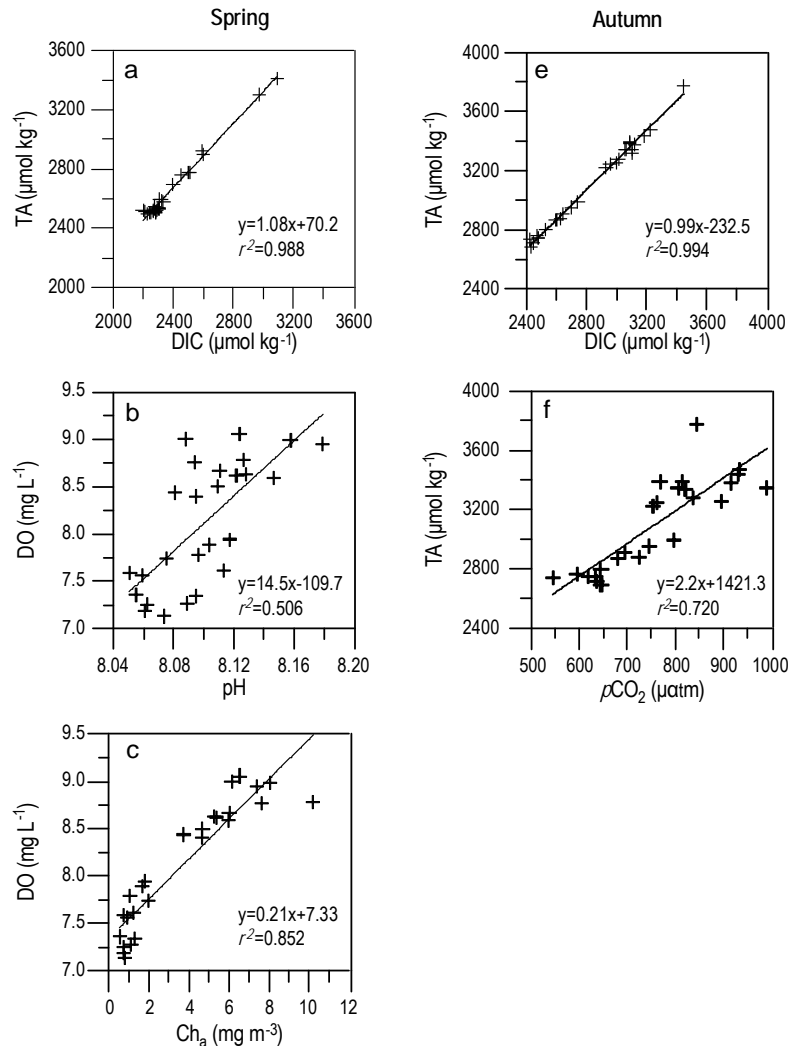 Spring
Autumn
a
TA (µmol kg-1)
3600
3200
2800
2400
2000
y=1.08x+70.2
r2=0.988
2000 2400 2800 3200 3600
DIC (µmol kg-1)
e
TA (µmol kg-1)
4000
3600
3200
2800
2400
y=0.99x-232.5
r2=0.994
2400 2800 3200 3600 4000
DIC (µmol kg-1)
b
DO (mg L-1)
9.5
9.0
8.5
8.0
7.5
7.0
y=14.5x-109.7
r2=0.506
8.04 8.08 8.12 8.16 8.20
pH
f
TA (µmol kg-1)
4000
3600
3200
2800
2400
y=2.2x+1421.3
r2=0.720
500 600 700 800 900 1000
pCO2 (µatm)
c
DO (mg L-1)
9.5
9.0
8.5
8.0
7.5
7.0
y=0.21x+7.33
r2=0.852
0 2 4 6 8 10 12
Cha (mg m-3)